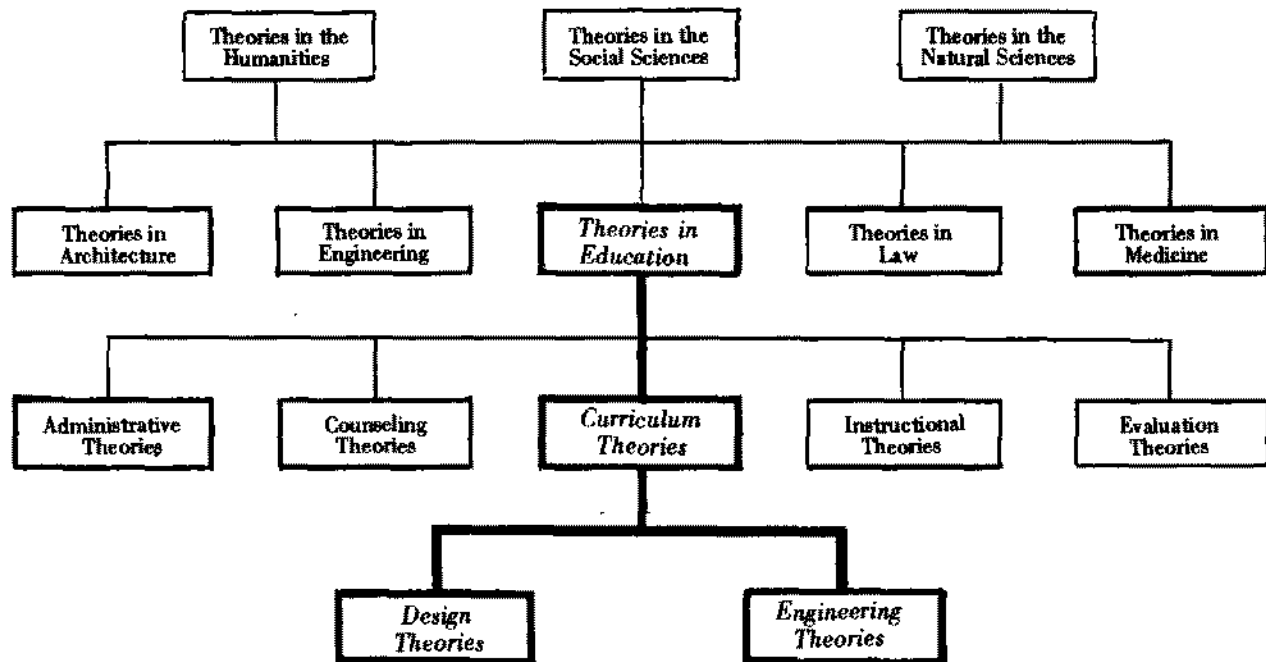 Theories in the
Humanities
Theories in the
Social Sciences
Theories in the
Natural Sciences
Theories in
Architecture
Theories in
Engineering
Theories in
Education
Theories in
Law
Theories in
Medicine
Administrative
Theories
Counseling
Theories
Curriculum
Theories
Instructional
Theories
Evaluation
Theories
Design
Theories
Engineering
Theories